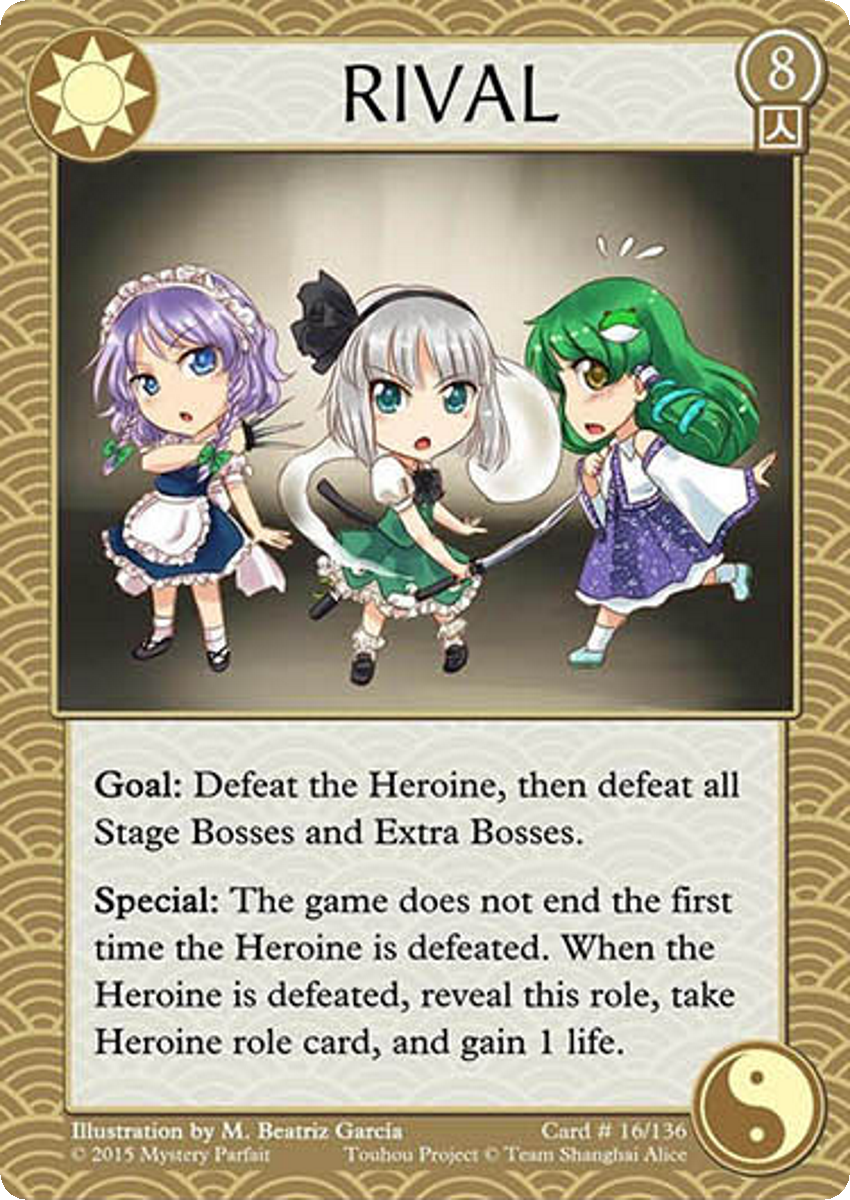 RIVAL
8
人
Goal: Defeat the Heroine, then defeat all
Stage Bosses and Extra Bosses.
Special: The game does not end the first
time the Heroine is defeated. When the
Heroine is defeated, reveal this role, take
Heroine role card, and gain 1 life.
Illustration by M. Beatriz Garcia
Card # 16/136
© 2015 Mystery Parfait
Touhou Project © Team Shanghai Alice